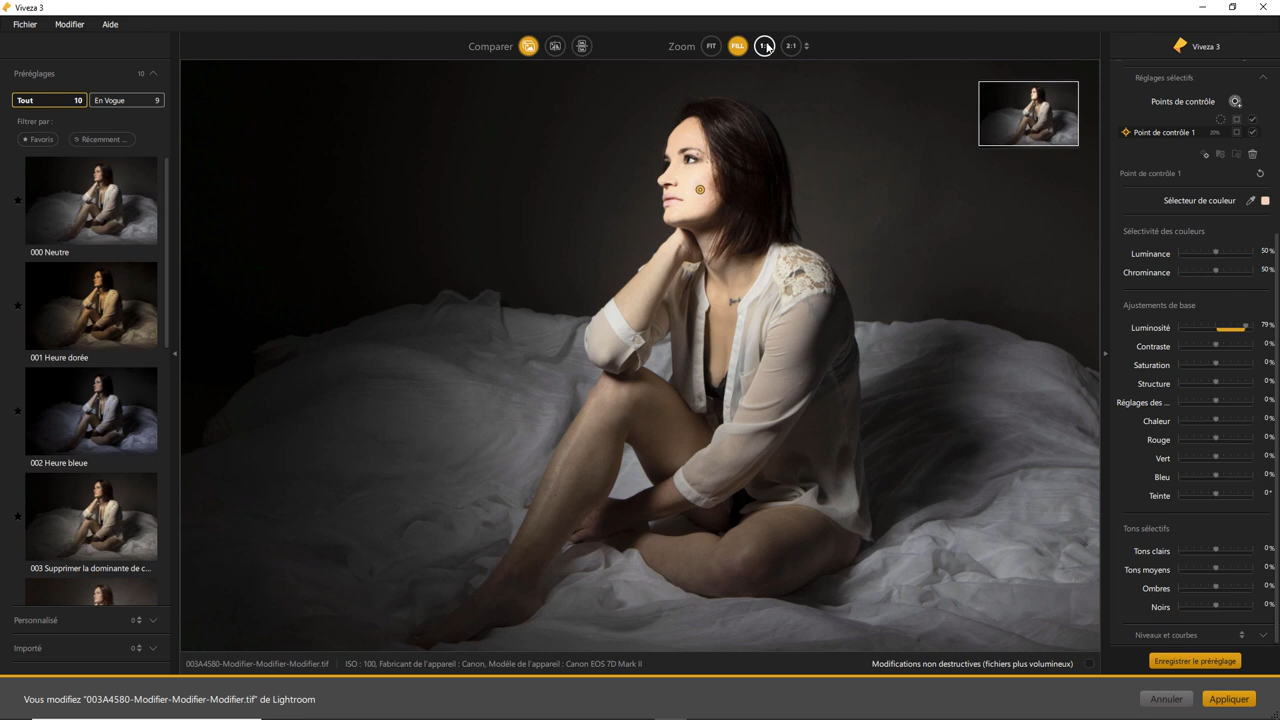 Viveza 3
Fichier Modifier Aide
Comparer
Zoom FIT FILL 2:1
Viveza 3
Préréglages 10
Tout 10 En Vogue 9
Filtrer par :
Favoris Récemment ...
000 Neutre
001 Heure dorée
002 Heure bleue
003 Supprimer la dominante de c...
Personnalisé 0
Importé 0
Réglages sélectifs
Points de contrôle
Point de contrôle 1 20%
Point de contrôle 1
Sélecteur de couleur
Sélectivité des couleurs
Luminance 50%
Chrominance 50%
Ajustements de base
Luminosité 79%
Contraste 0%
Saturation 0%
Structure 0%
Réglages des ... 0%
Chaleur 0%
Rouge 0%
Vert 0%
Bleu 0%
Teinte 0°
Tons sélectifs
Tons clairs 0%
Tons moyens 0%
Ombres 0%
Noirs 0%
Niveaux et courbes
Enregistrer le préréglage
003A4580-Modifier-Modifier-Modifier.tif ISO : 100, Fabricant de l'appareil : Canon, Modèle de l'appareil : Canon EOS 7D Mark II
Modifications non destructives (fichiers plus volumineux)
Vous modifiez "003A4580-Modifier-Modifier-Modifier.tif" de Lightroom
Annuler Appliquer